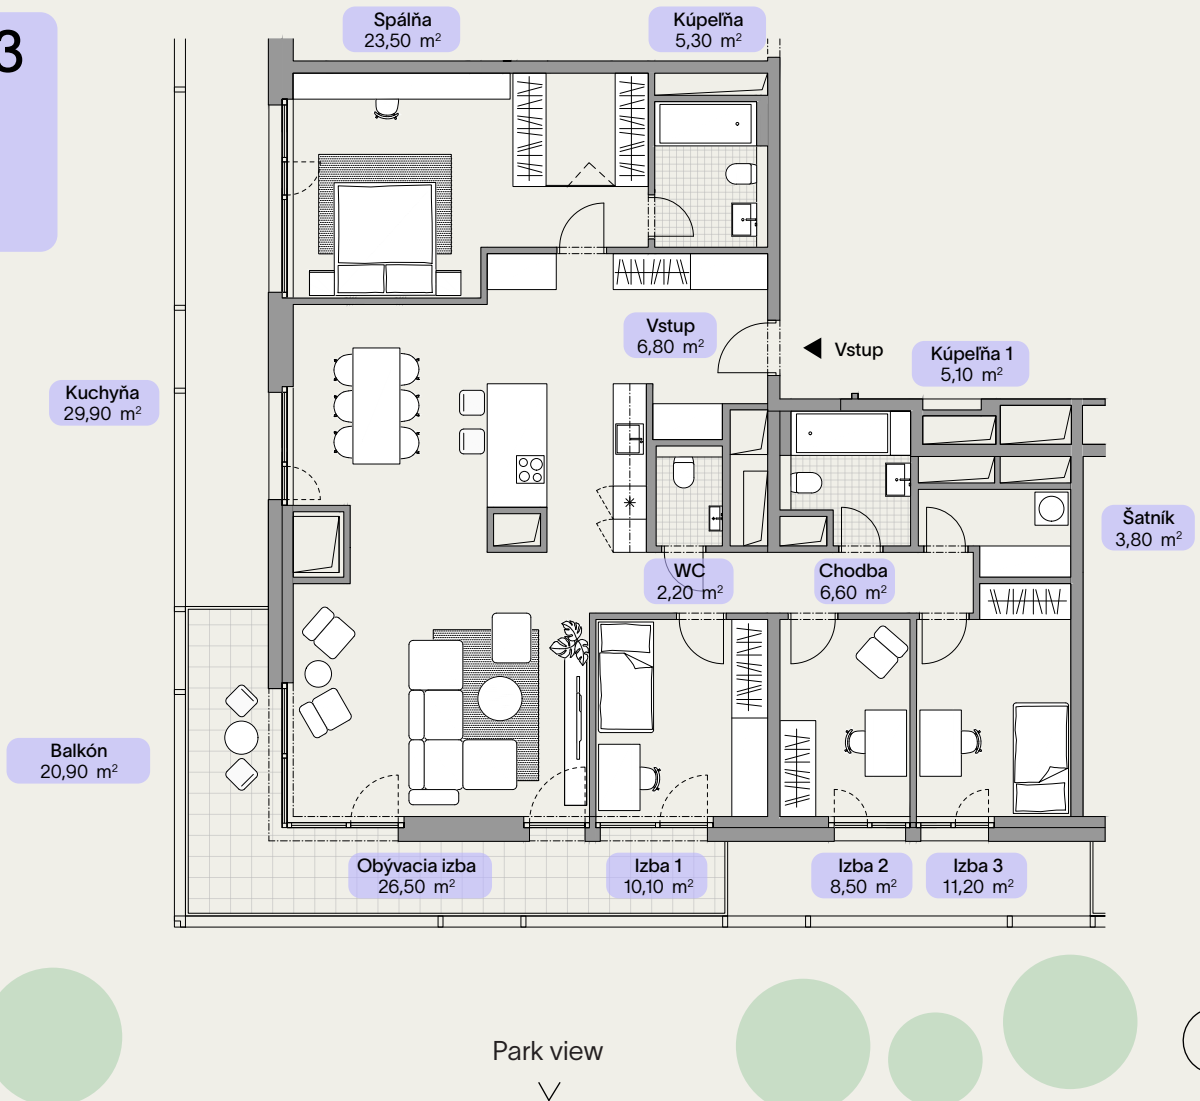 3
Spálňa
23,50 m²
Kúpeľňa
5,30 m²
Vstup
6,80 m²
Vstup
Kúpeľňa 1
5,10 m²
Kuchyňa
29,90 m²
Šatník
3,80 m²
WC
2,20 m²
Chodba
6,60 m²
Balkón
20,90 m²
Obývacia izba
26,50 m²
Izba 1
10,10 m²
Izba 2
8,50 m²
Izba 3
11,20 m²
Park view